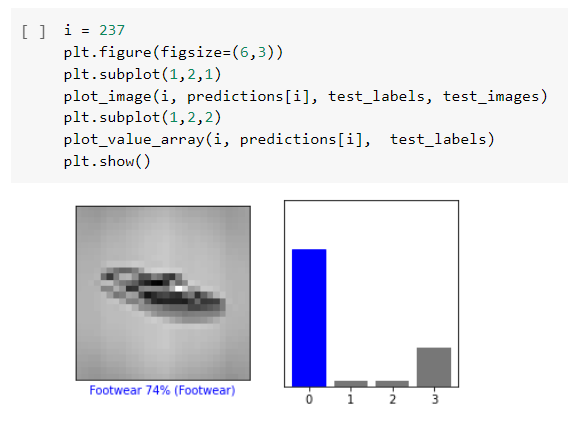 [ ] i = 237
plt.figure(figsize=(6,3))
plt.subplot(1,2,1)
plot_image(i, predictions[i], test_labels, test_images)
plt.subplot(1,2,2)
plot_value_array(i, predictions[i],  test_labels)
plt.show()
Footwear 74% (Footwear)
0 1 2 3